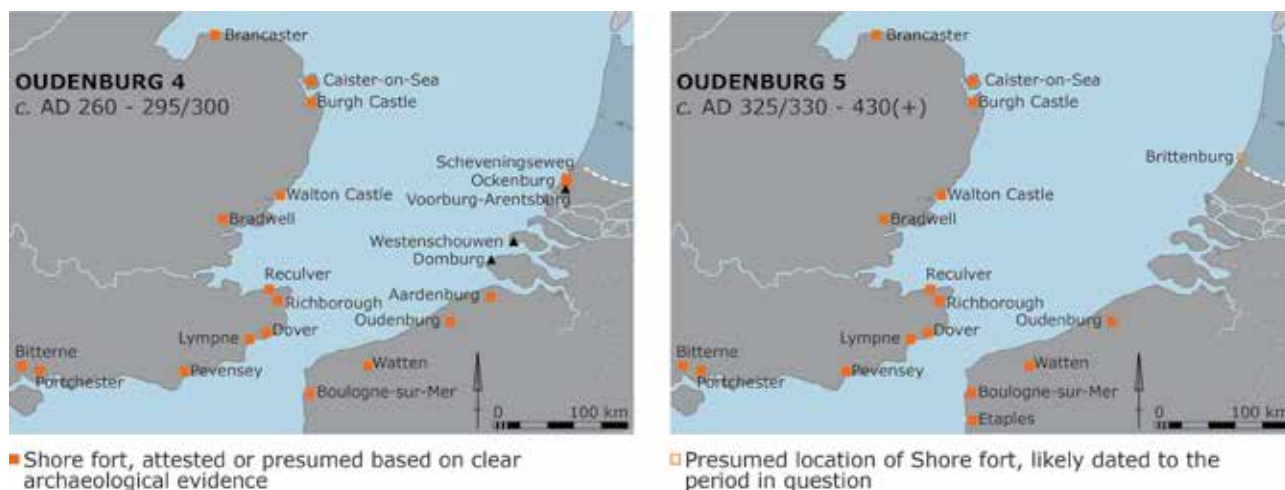 OUDENBURG 4
c. AD 260 - 295/300
Brancaster
Caister-on-Sea
Burgh Castle
Scheveningseweg
Ockenburg
Voorburg-Arentsburg
Walton Castle
Bradwell
Westenschouwen
Domburg
Reculver
Richborough
Aardenburg
Oudenburg
Lympne
Dover
Bitterne
Portchester
Pevensey
Watten
Boulogne-sur-Mer
0 100 km
Shore fort, attested or presumed based on clear
archaeological evidence
OUDENBURG 5
c. AD 325/330 - 430(+)
Brancaster
Caister-on-Sea
Burgh Castle
Brittenburg
Walton Castle
Bradwell
Reculver
Richborough
Oudenburg
Lympne
Dover
Bitterne
Portchester
Pevensey
Watten
Boulogne-sur-Mer
Etaples
0 100 km
Presumed location of Shore fort, likely dated to the
period in question